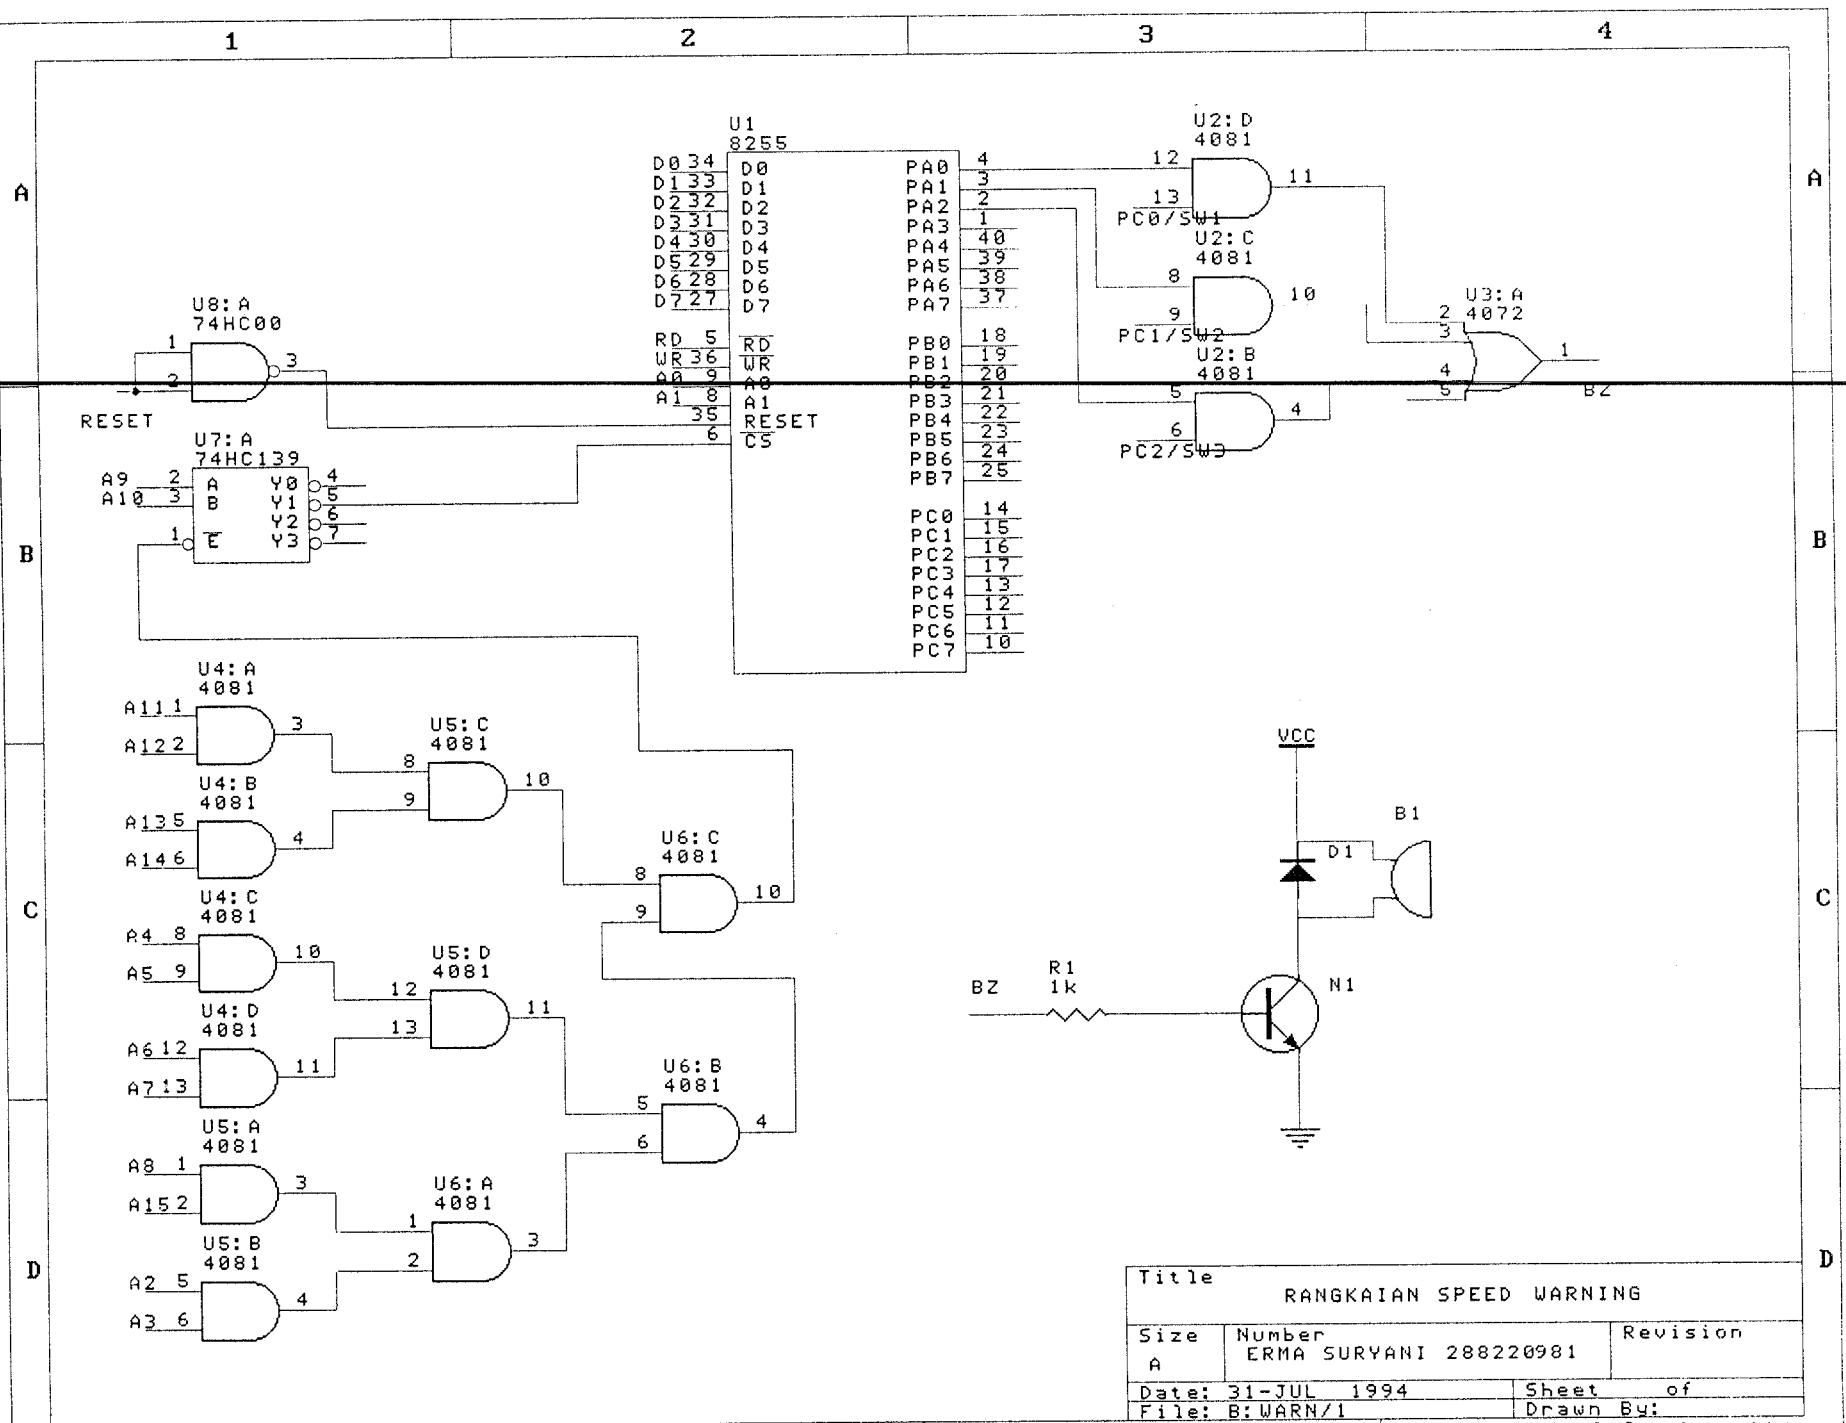 1 2 3 4
A
A
B
B
C
C
D
D
U1
8255
D0 34 D0
D1 33 D1
D2 32 D2
D3 31 D3
D4 30 D4
D5 29 D5
D6 28 D6
D7 27 D7
RD 5 RD
WR 36 WR
A0 9 A0
A1 8 A1
35 RESET
6 CS
PA0 4
PA1 3
PA2 2
PA3 1
PA4 40
PA5 39
PA6 38
PA7 37
PB0 18
PB1 19
PB2 20
PB3 21
PB4 22
PB5 23
PB6 24
PB7 25
PC0 14
PC1 15
PC2 16
PC3 17
PC4 13
PC5 12
PC6 11
PC7 10
U2:D
4081
12
13
11
PC0/SW1
U2:C
4081
8
9
10
PC1/SW2
U2:B
4081
5
6
4
PC2/SW3
U3:A
4072
2
3
4
5
1
BZ
U8:A
74HC00
1
2
3
RESET
U7:A
74HC139
A9 2 A Y0 4
A10 3 B Y1 5
Y2 6
1 E Y3 7
U4:A
4081
A11 1
A12 2
3
U4:B
4081
A13 5
A14 6
4
U4:C
4081
A4 8
A5 9
10
U4:D
4081
A6 12
A7 13
11
U5:A
4081
A8 1
A15 2
3
U5:B
4081
A2 5
A3 6
4
U5:C
4081
8
9
10
U5:D
4081
12
13
11
U6:A
4081
1
2
3
U6:C
4081
8
9
10
U6:B
4081
5
6
4
VCC
B1
D1
BZ
R1
1k
N1
Title
RANGKAIAN SPEED WARNING
Size Number Revision
A ERMA SURYANI 288220981
Date: 31-JUL 1994 Sheet of
File: B:WARN/1 Drawn By: